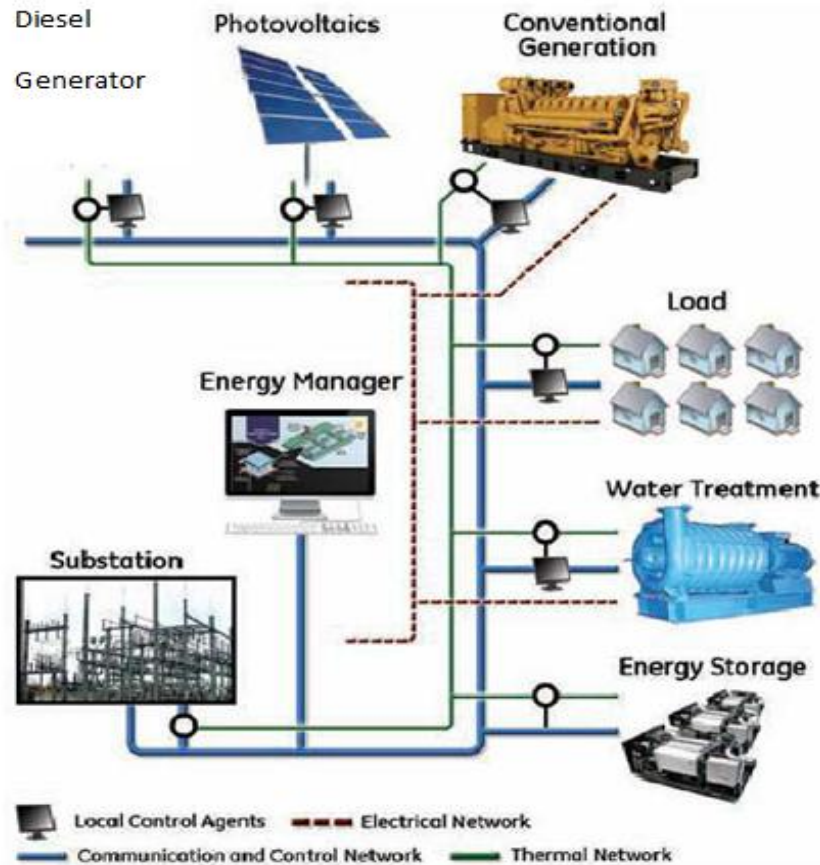 Diesel
Generator
Photovoltaics
Conventional
Generation
Load
Energy Manager
Water Treatment
Substation
Energy Storage
Local Control Agents
Electrical Network
Communication and Control Network
Thermal Network